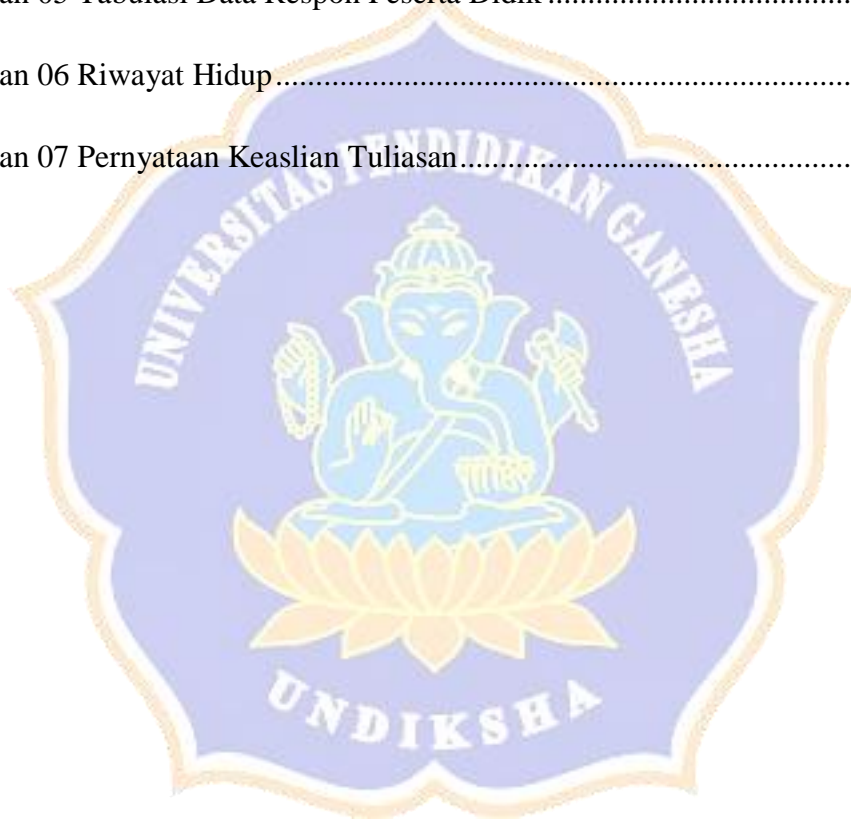 an 05 Tabulasi Data Respon Peserta Didik ........................................
an 06 Riwayat Hidup..........................................................................
an 07 Pernyataan Keaslian Tuliasan..................................................
UNIVERSITAS PENDIDIKAN GANESHA
UNDIKSHA